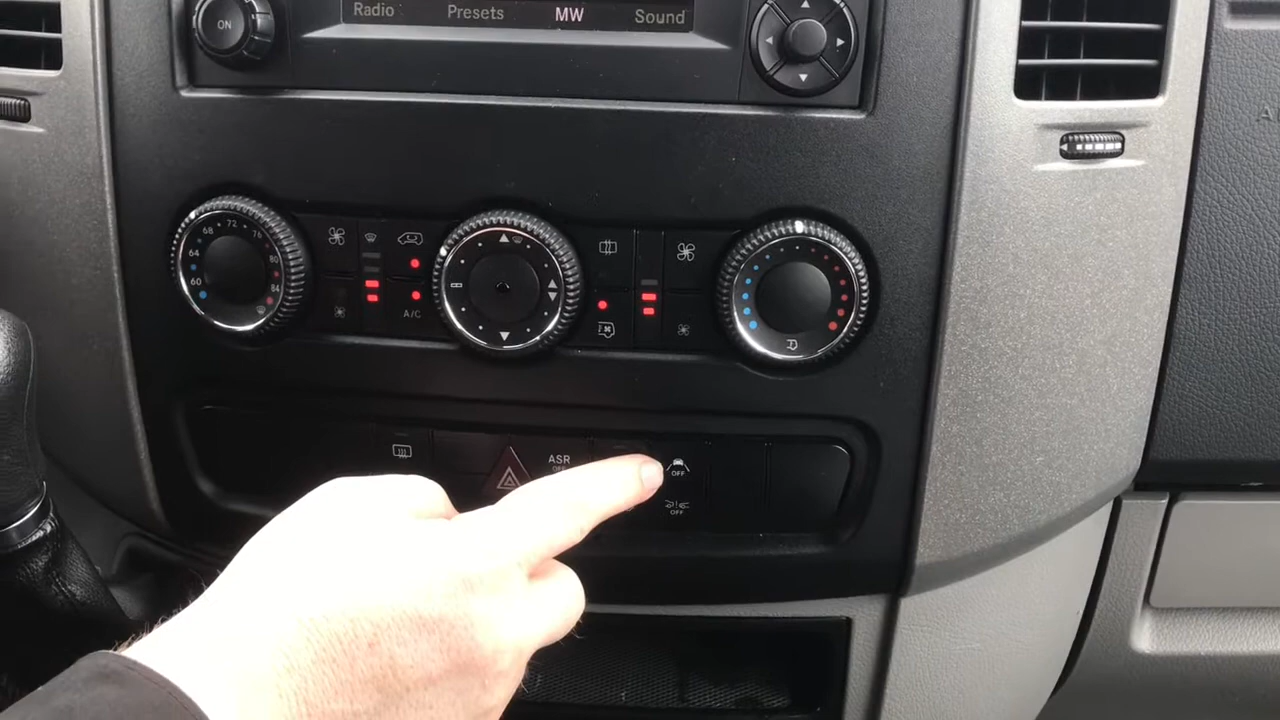 Radio Presets MW Sound
ON
68 72 76
64 80
60 84
A/C
ASR
OFF
OFF
OFF